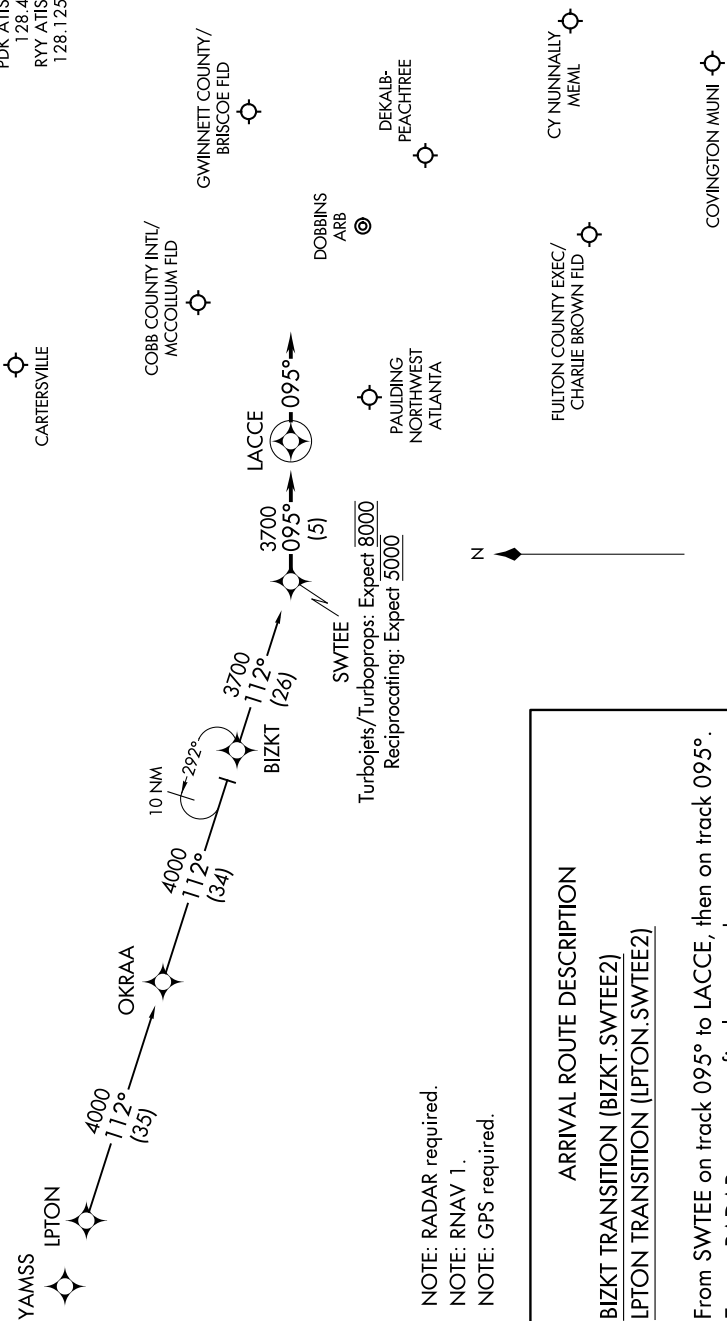 PDK ATIS
128.4
RYY ATIS
128.125
CARTERSVILLE
GWINNETT COUNTY/
BRISCOE FLD
COBB COUNTY INTL/
MCCOLLUM FLD
DEKALB-
PEACHTREE
DOBBINS
ARB
CY NUNNALLY
MEML
COVINGTON MUNI
FULTON COUNTY EXEC/
CHARLIE BROWN FLD
PAULDING
NORTHWEST
ATLANTA
YAMSS
LPTON
4000
112°
(35)
OKRAA
4000
112°
(34)
10 NM
292°
BIZKT
3700
112°
(26)
SWTEE
Turbojets/Turboprops: Expect 8000
Reciprocating: Expect 5000
3700
095°
(5)
LACCE
095°
N
NOTE: RADAR required.
NOTE: RNAV 1.
NOTE: GPS required.
ARRIVAL ROUTE DESCRIPTION
BIZKT TRANSITION (BIZKT.SWTEE2)
LPTON TRANSITION (LPTON.SWTEE2)
From SWTEE on track 095° to LACCE, then on track 095°.